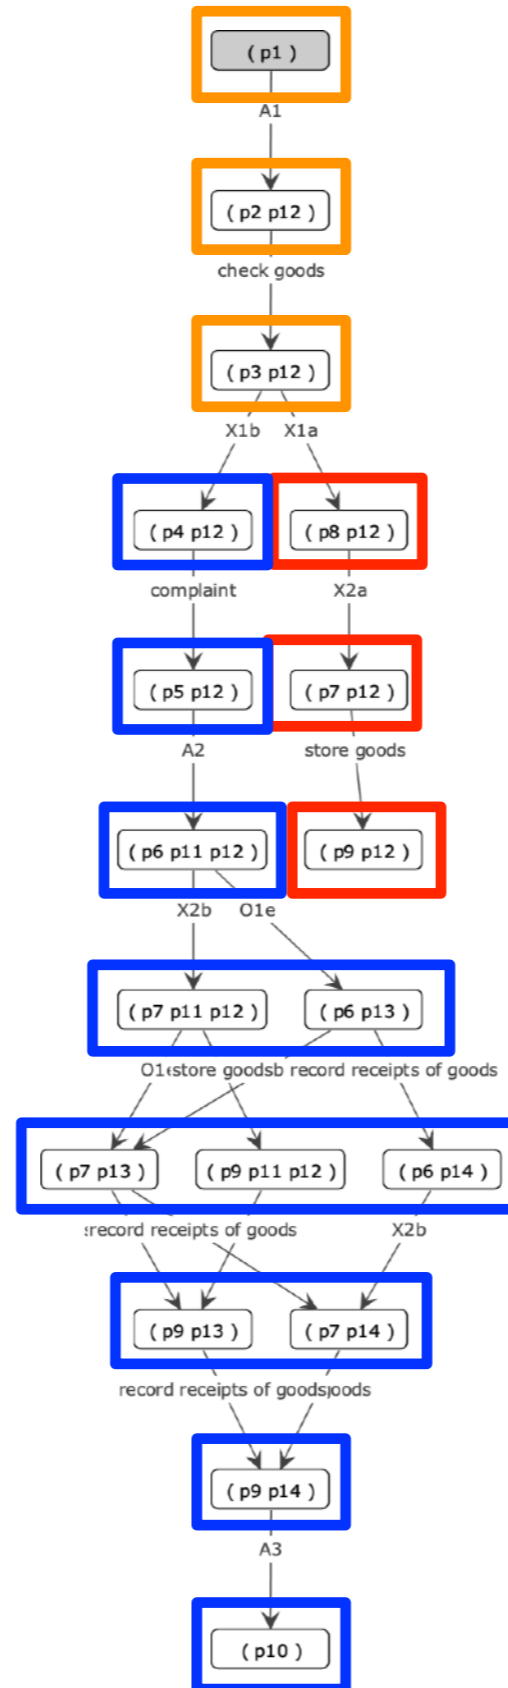 ( p1 )
A1
( p2 p12 )
check goods
( p3 p12 )
X1b X1a
( p4 p12 ) ( p8 p12 )
complaint X2a
( p5 p12 ) ( p7 p12 )
A2 store goods
( p6 p11 p12 ) ( p9 p12 )
X2b O1e
( p7 p11 p12 ) ( p6 p13 )
store goods record receipts of goods
( p7 p13 ) ( p9 p11 p12 ) ( p6 p14 )
record receipts of goods X2b
( p9 p13 ) ( p7 p14 )
record receipts of goods
( p9 p14 )
A3
( p10 )